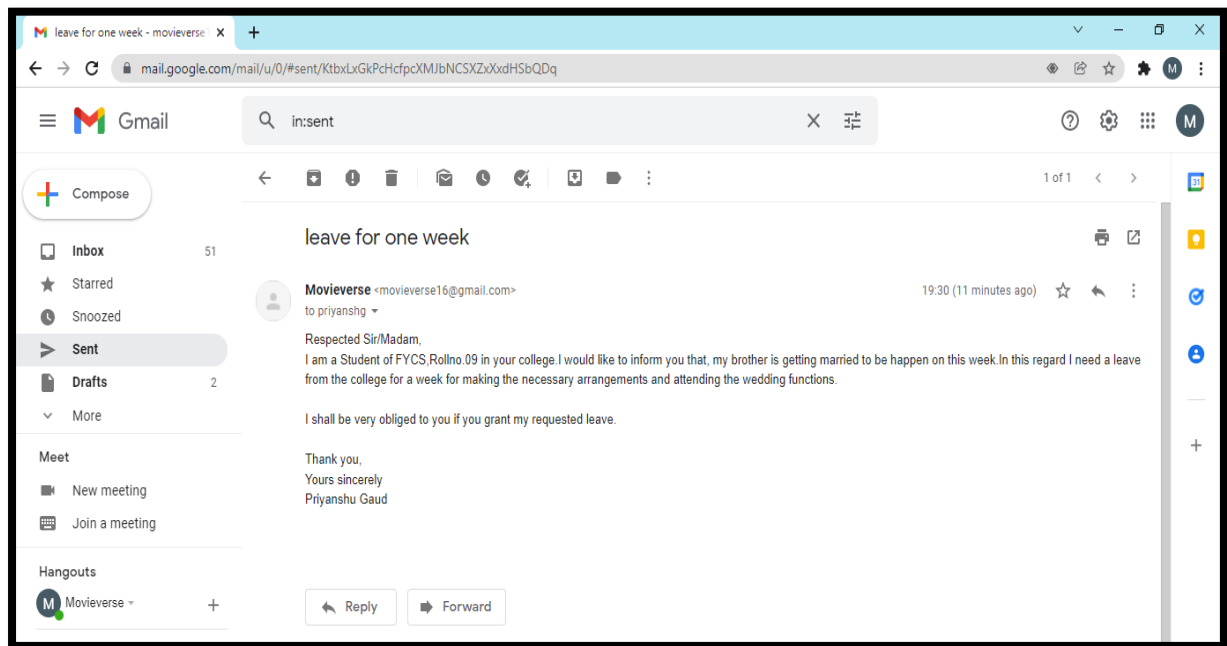 leave for one week - movieverse
mail.google.com/mail/u/0/#sent/KtbxLxGkPcHcfpcXMJbNCSXZxXxdHSbQDq
M
Gmail
in:sent
M
Compose
1 of 1
31
leave for one week
Inbox 51
Starred
Movieverse <movieverse16@gmail.com>
19:30 (11 minutes ago)
to priyanshg
Snoozed
Respected Sir/Madam,
Sent
I am a Student of FYCS,Rollno.09 in your college.I would like to inform you that, my brother is getting married to be happen on this week.In this regard I need a leave
from the college for a week for making the necessary arrangements and attending the wedding functions.
Drafts 2
More
I shall be very obliged to you if you grant my requested leave.
Meet
Thank you,
Yours sincerely
Priyanshu Gaud
New meeting
Join a meeting
Hangouts
M Movieverse
Reply
Forward